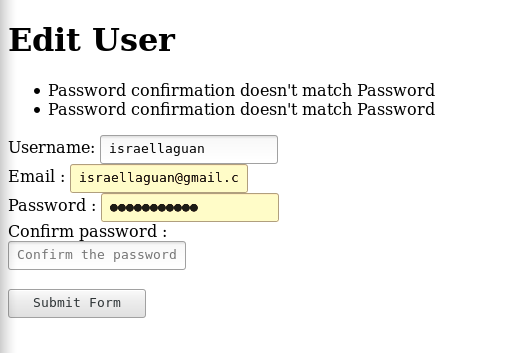 Edit User
Password confirmation doesn't match Password
Password confirmation doesn't match Password
Username: israellaguan
Email : israellaguan@gmail.c
Password : ●●●●●●●●●●●
Confirm password :
Confirm the password
Submit Form